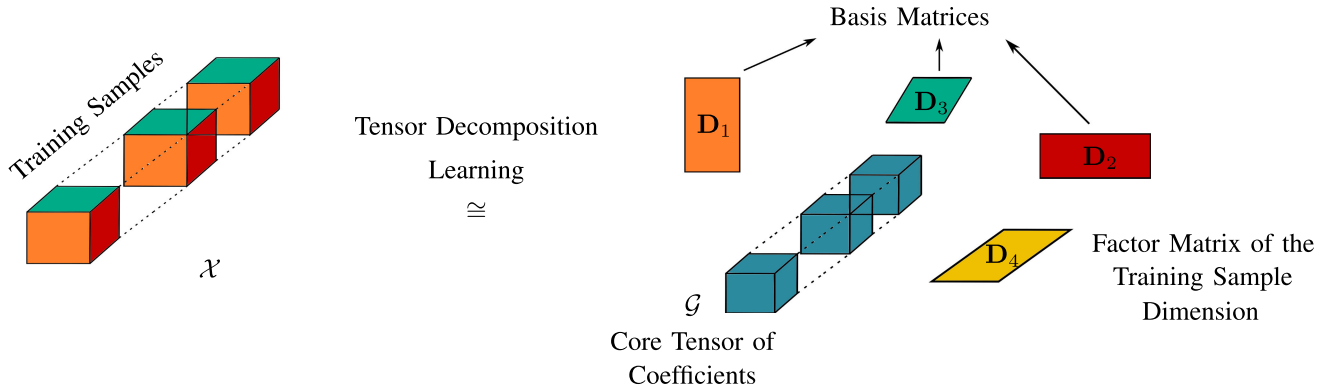 Basis Matrices
Training Samples
Tensor Decomposition
Learning
≅
𝒳
D₁
D₃
D₂
D₄
Factor Matrix of the
Training Sample
Dimension
𝒢
Core Tensor of
Coefficients